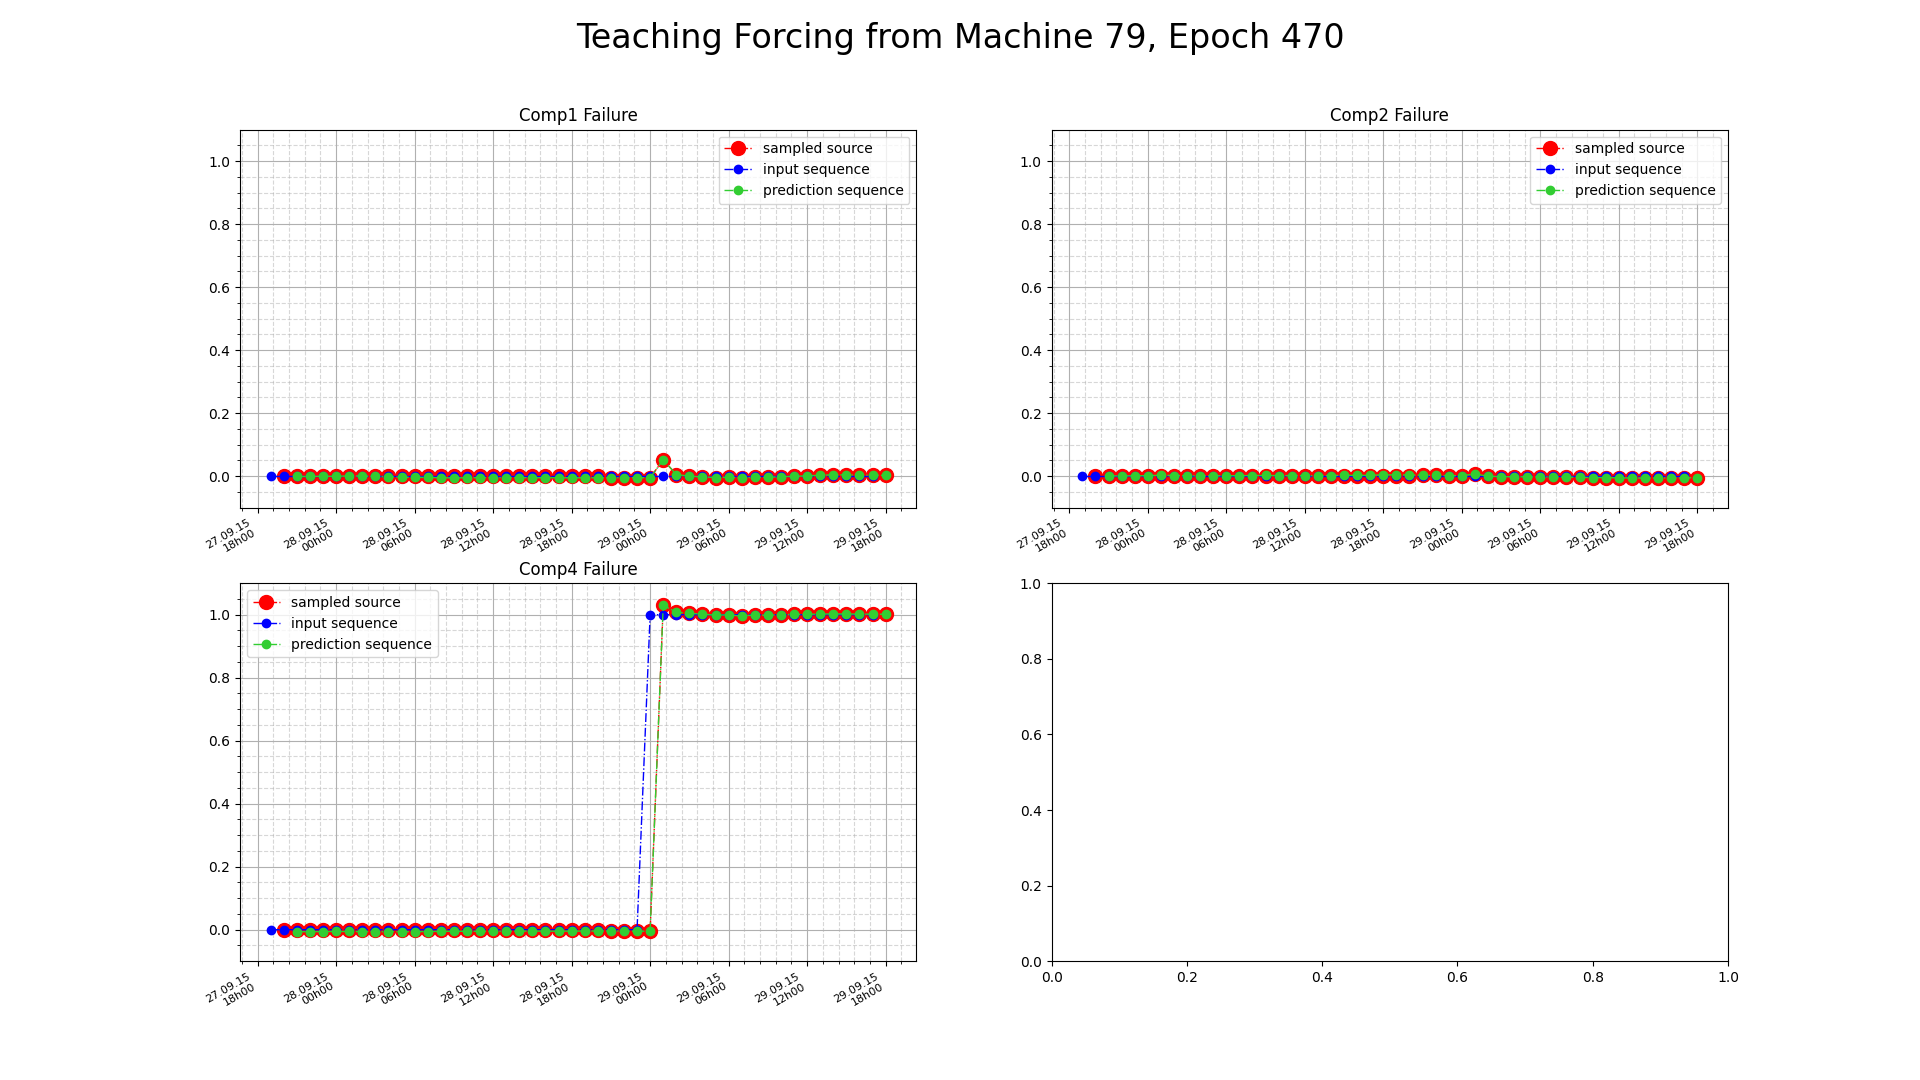 Teaching Forcing from Machine 79, Epoch 470
Comp1 Failure
sampled source
input sequence
prediction sequence
1.0
0.8
0.6
0.4
0.2
0.0
27.09.15 18h00
28.09.15 00h00
28.09.15 06h00
28.09.15 12h00
28.09.15 18h00
29.09.15 00h00
29.09.15 06h00
29.09.15 12h00
29.09.15 18h00
Comp2 Failure
sampled source
input sequence
prediction sequence
1.0
0.8
0.6
0.4
0.2
0.0
27.09.15 18h00
28.09.15 00h00
28.09.15 06h00
28.09.15 12h00
28.09.15 18h00
29.09.15 00h00
29.09.15 06h00
29.09.15 12h00
29.09.15 18h00
Comp4 Failure
sampled source
input sequence
prediction sequence
1.0
0.8
0.6
0.4
0.2
0.0
27.09.15 18h00
28.09.15 00h00
28.09.15 06h00
28.09.15 12h00
28.09.15 18h00
29.09.15 00h00
29.09.15 06h00
29.09.15 12h00
29.09.15 18h00
1.0
0.8
0.6
0.4
0.2
0.0
0.0 0.2 0.4 0.6 0.8 1.0